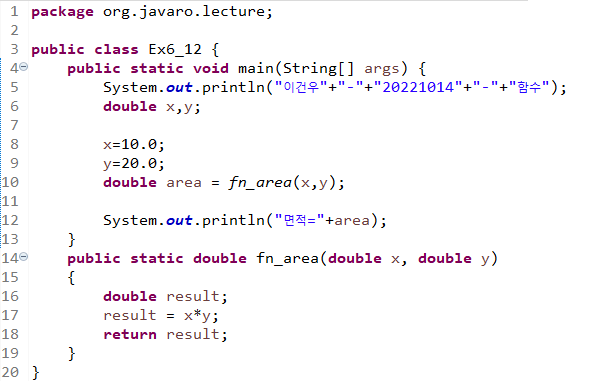 1 package org.javaro.lecture;
2
3 public class Ex6_12 {
4 public static void main(String[] args) {
5 System.out.println("이건우"+"-"+"20221014"+"-"+"함수");
6 double x,y;
7
8 x=10.0;
9 y=20.0;
10 double area = fn_area(x,y);
11
12 System.out.println("면적="+area);
13 }
14 public static double fn_area(double x, double y)
15 {
16 double result;
17 result = x*y;
18 return result;
19 }
20 }